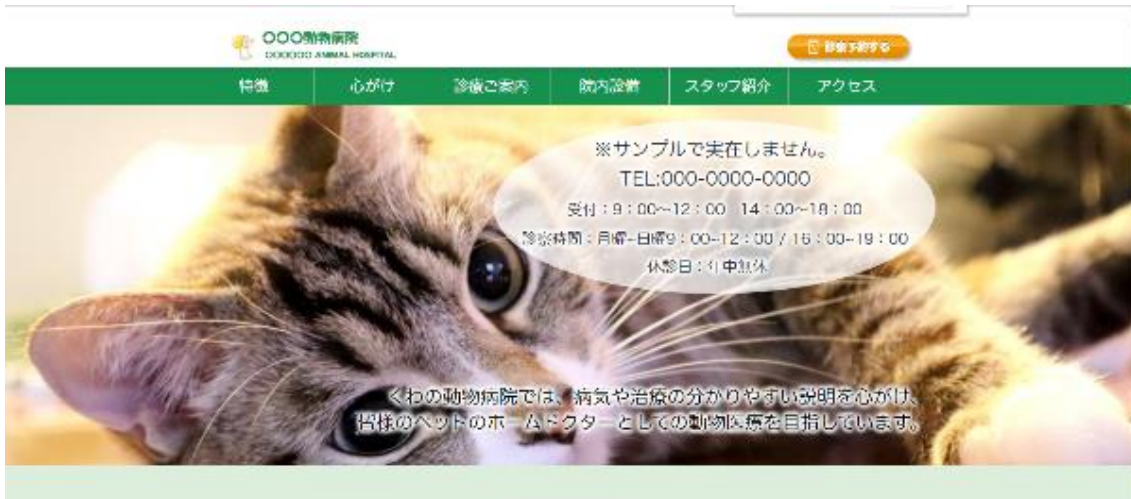 〇〇〇動物病院
〇〇〇〇〇〇 ANIMAL HOSPITAL
診療予約する
特徴 心がけ 診療ご案内 院内設備 スタッフ紹介 アクセス
※サンプルで実在しません。
TEL:000-0000-0000
受付：9：00～12：00 14：00～18：00
診察時間：月曜~日曜9：00~12：00 / 16：00~19：00
休診日：年中無休
くわの動物病院では、病気や治療の分かりやすい説明を心がけ、
皆様のペットのホームドクターとしての動物医療を目指しています。